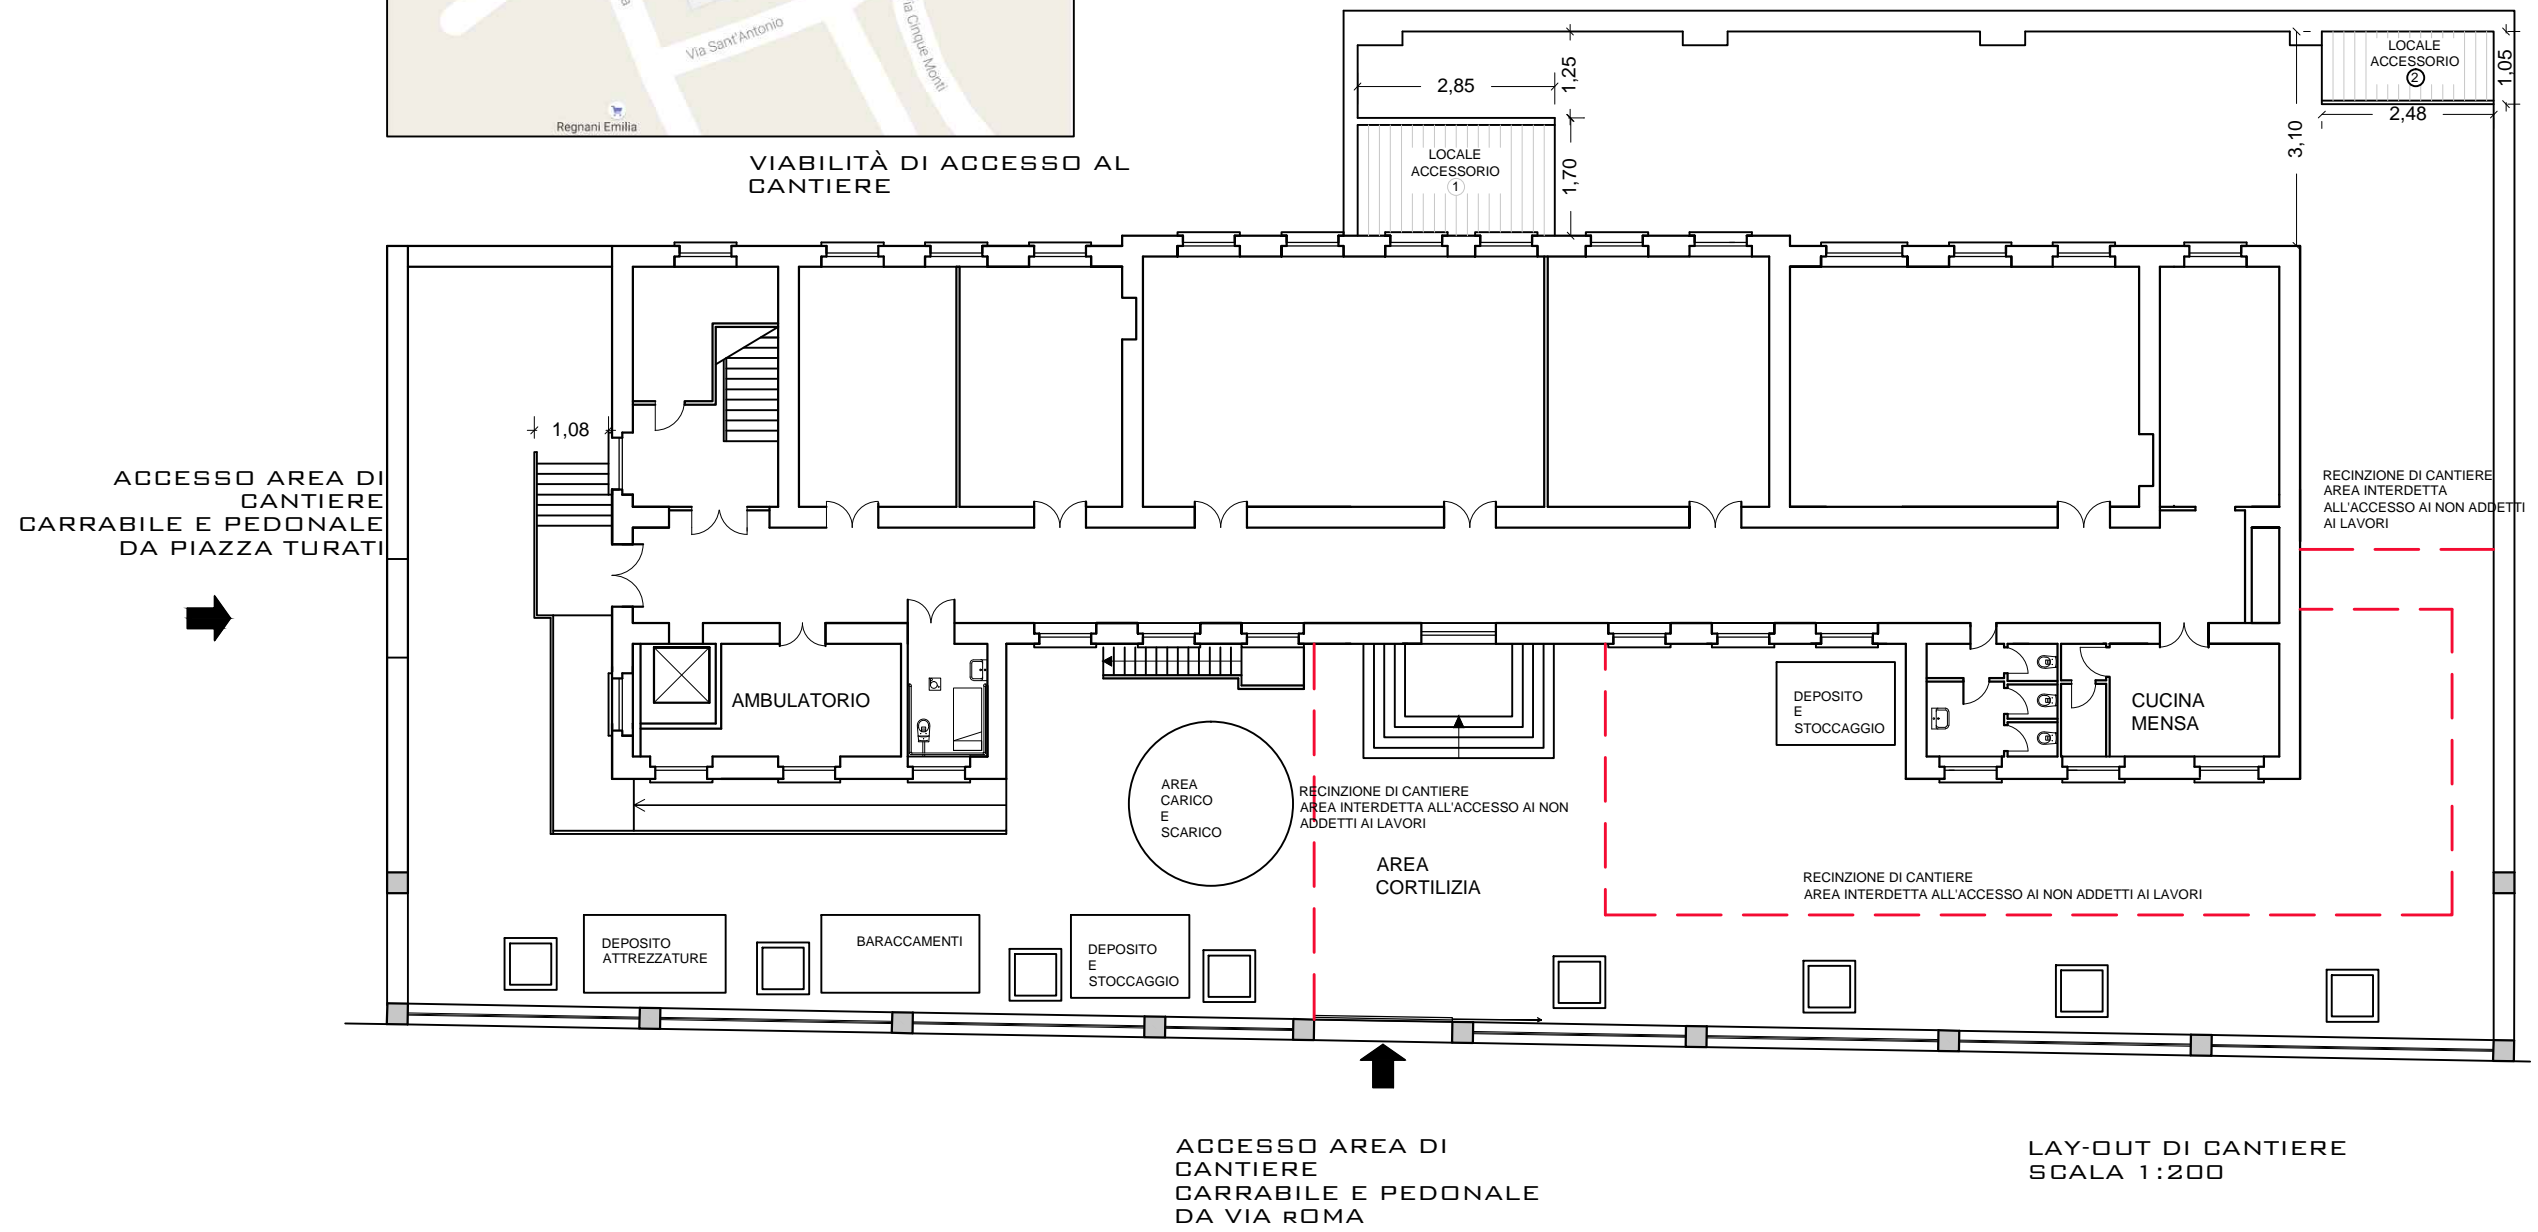 Via Sant'Antonio
ia Cinque Monti
a
Regnani Emilia
VIABILITÀ DI ACCESSO AL
CANTIERE
LOCALE
ACCESSORIO
2
1,05
2,48
3,10
1,25
2,85
LOCALE
ACCESSORIO
1
1,70
1,08
ACCESSO AREA DI
CANTIERE
CARRABILE E PEDONALE
DA PIAZZA TURATI
RECINZIONE DI CANTIERE
AREA INTERDETTA
ALL'ACCESSO AI NON ADDETTI
AI LAVORI
AMBULATORIO
DEPOSITO
E
STOCCAGGIO
CUCINA
MENSA
AREA
CARICO
E
SCARICO
RECINZIONE DI CANTIERE
AREA INTERDETTA ALL'ACCESSO AI NON
ADDETTI AI LAVORI
AREA
CORTILIZIA
RECINZIONE DI CANTIERE
AREA INTERDETTA ALL'ACCESSO AI NON ADDETTI AI LAVORI
DEPOSITO
ATTREZZATURE
BARACCAMENTI
DEPOSITO
E
STOCCAGGIO
ACCESSO AREA DI
CANTIERE
CARRABILE E PEDONALE
DA VIA rOMA
LAY-OUT DI CANTIERE
SCALA 1:200